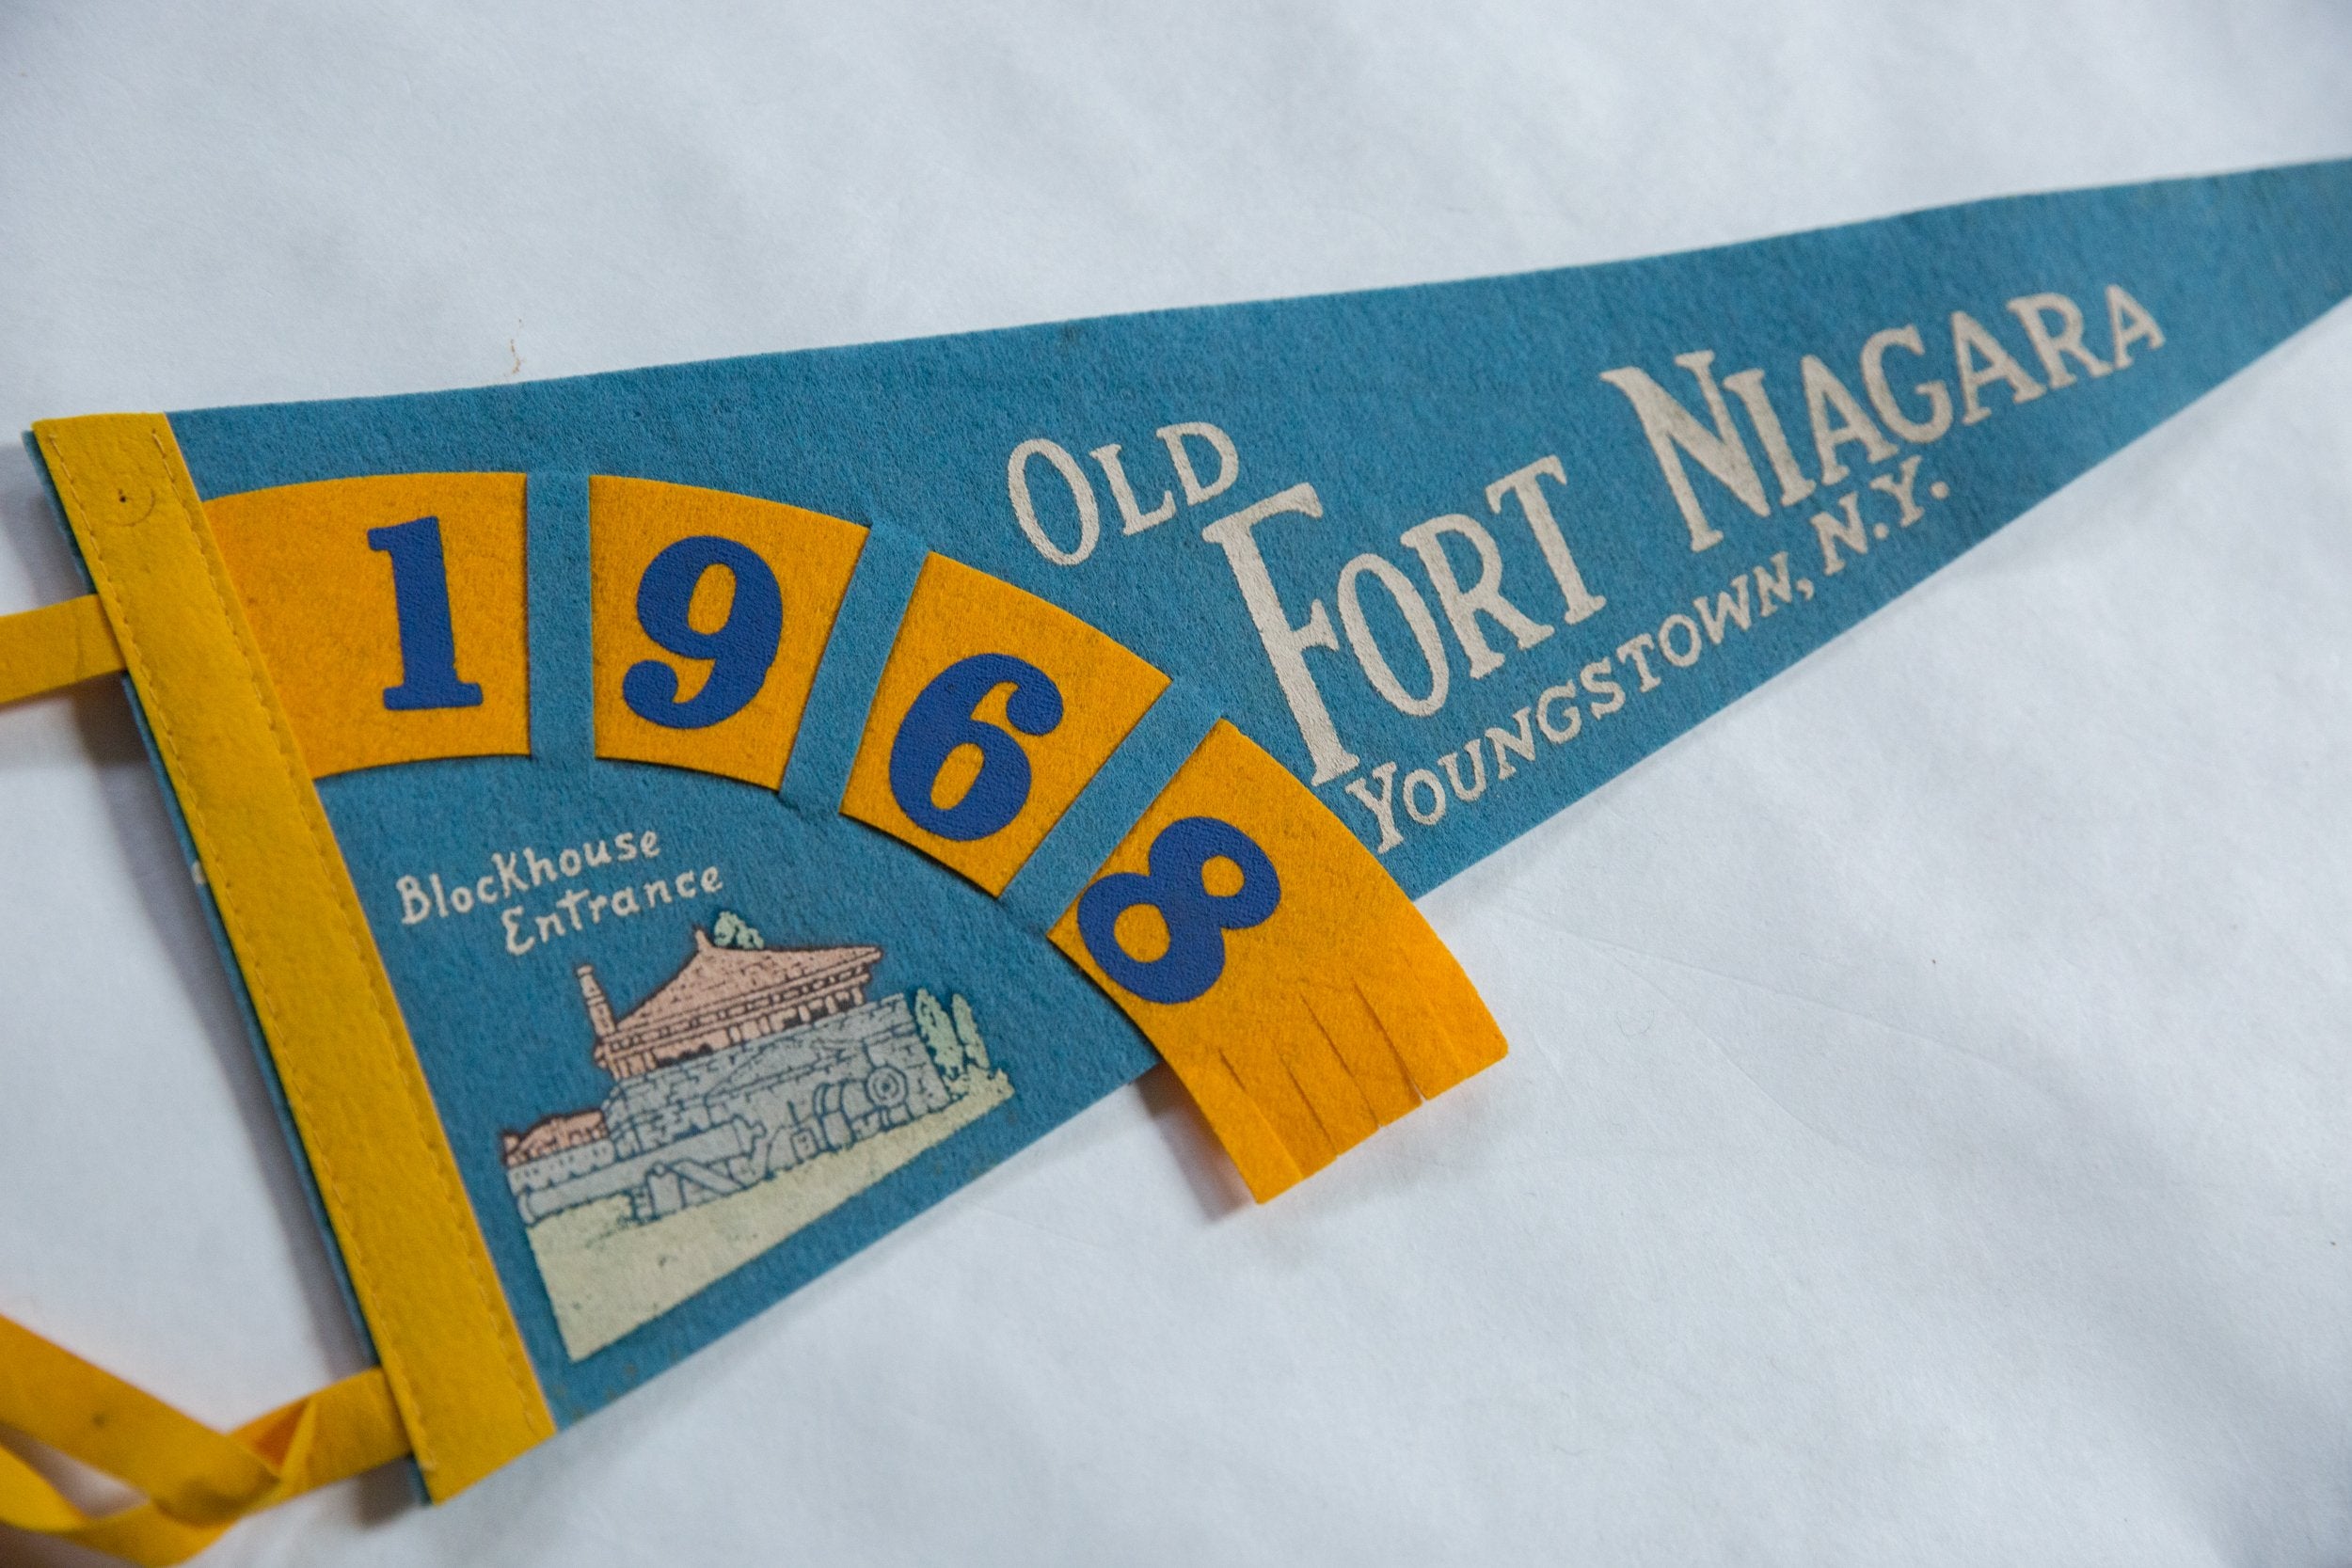 1968
OLD
FORT NIAGARA
YOUNGSTOWN, N.Y.
Blockhouse
Entrance